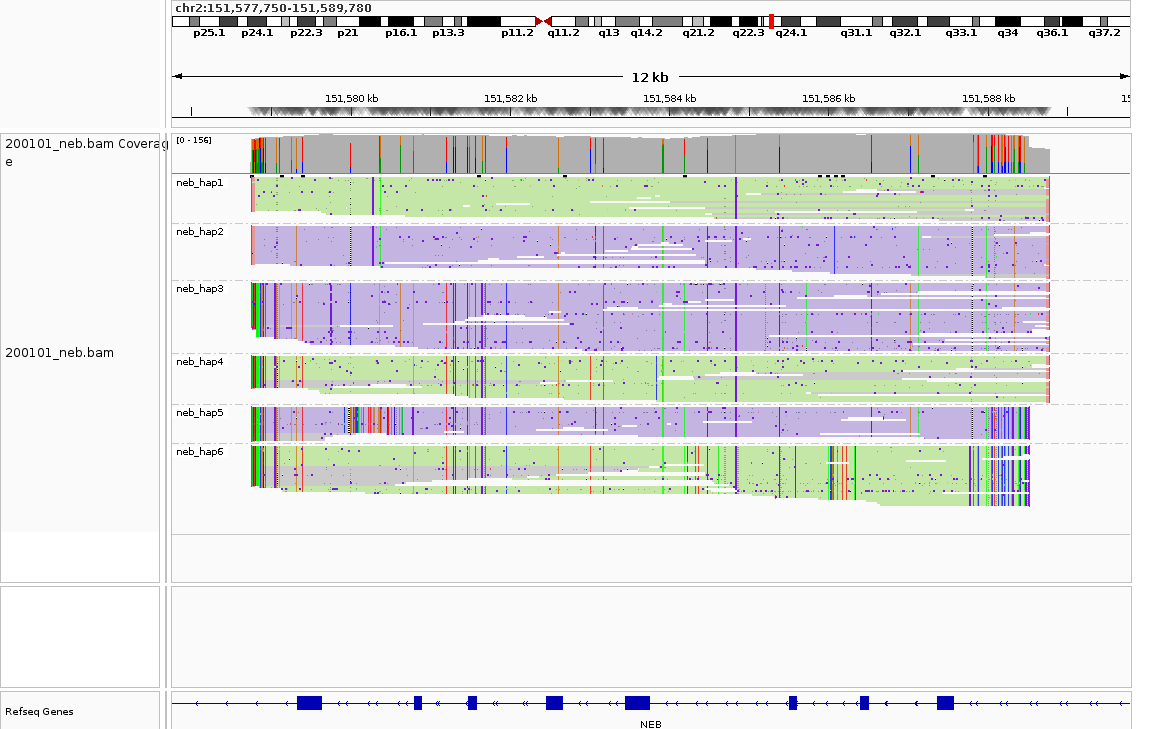 chr2:151,577,750-151,589,780
p25.1 p24.1 p22.3 p21 p16.1 p13.3 p11.2 q11.2 q13 q14.2 q21.2 q22.3 q24.1 q31.1 q32.1 q33.1 q34 q36.1 q37.2
12 kb
151,580 kb 151,582 kb 151,584 kb 151,586 kb 151,588 kb 15
200101_neb.bam Coverag
e
[0 - 156]
neb_hap1
neb_hap2
neb_hap3
200101_neb.bam
neb_hap4
neb_hap5
neb_hap6
Refseq Genes
NEB